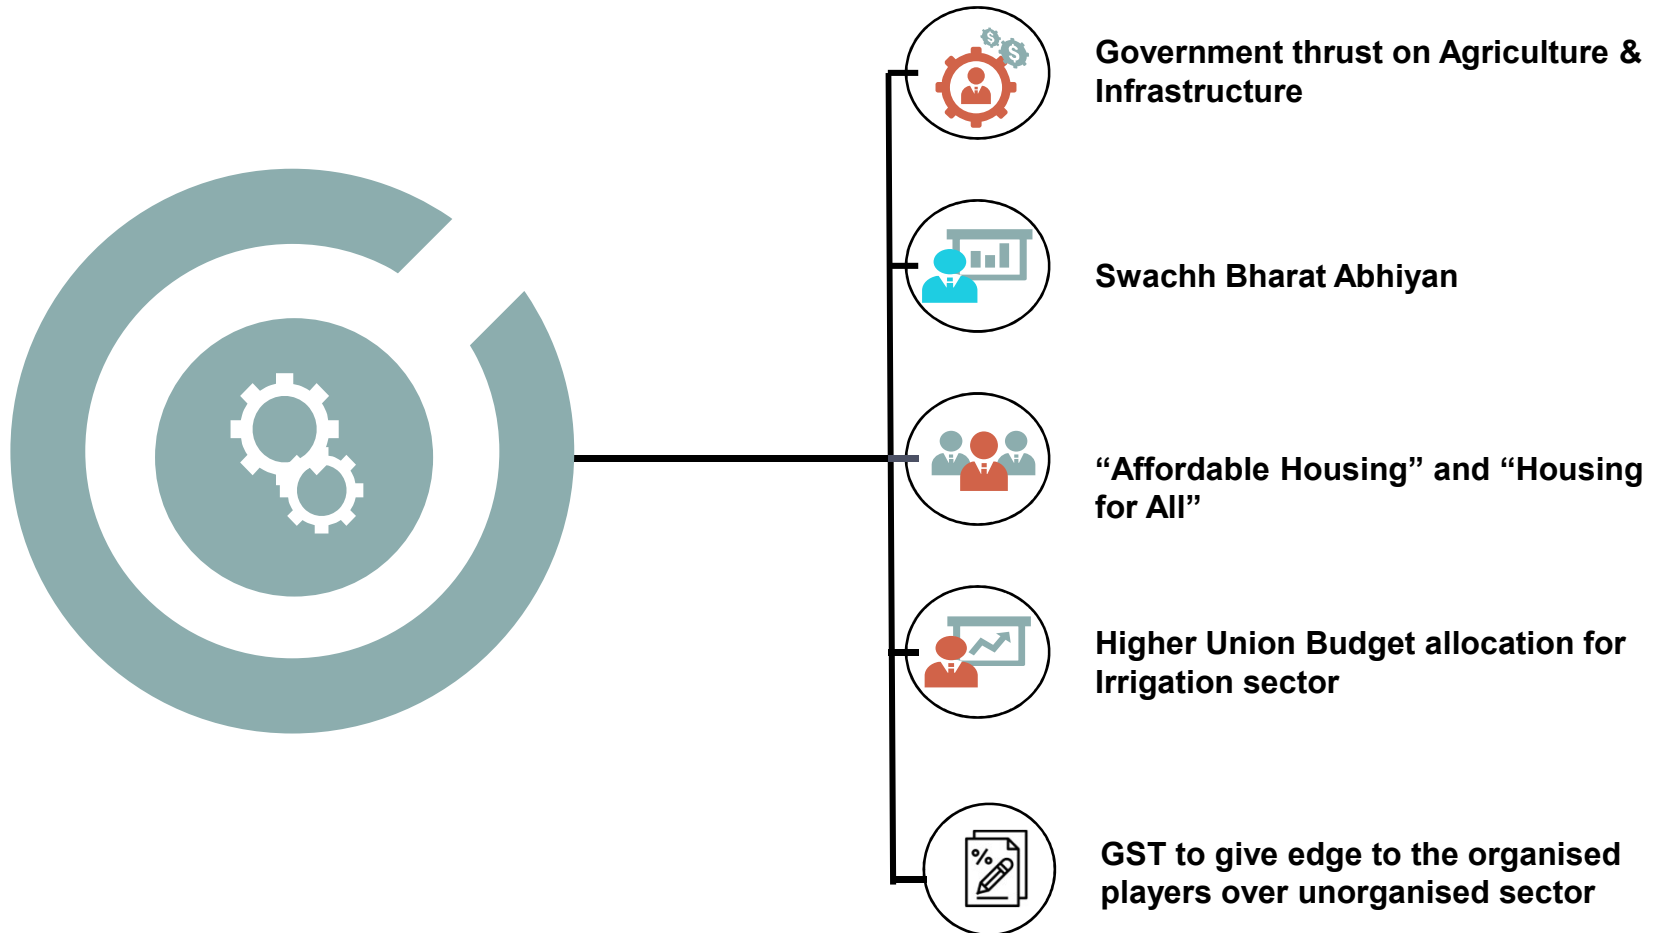 Government thrust on Agriculture &
Infrastructure
Swachh Bharat Abhiyan
“Affordable Housing” and “Housing
for All”
Higher Union Budget allocation for
Irrigation sector
GST to give edge to the organised
players over unorganised sector